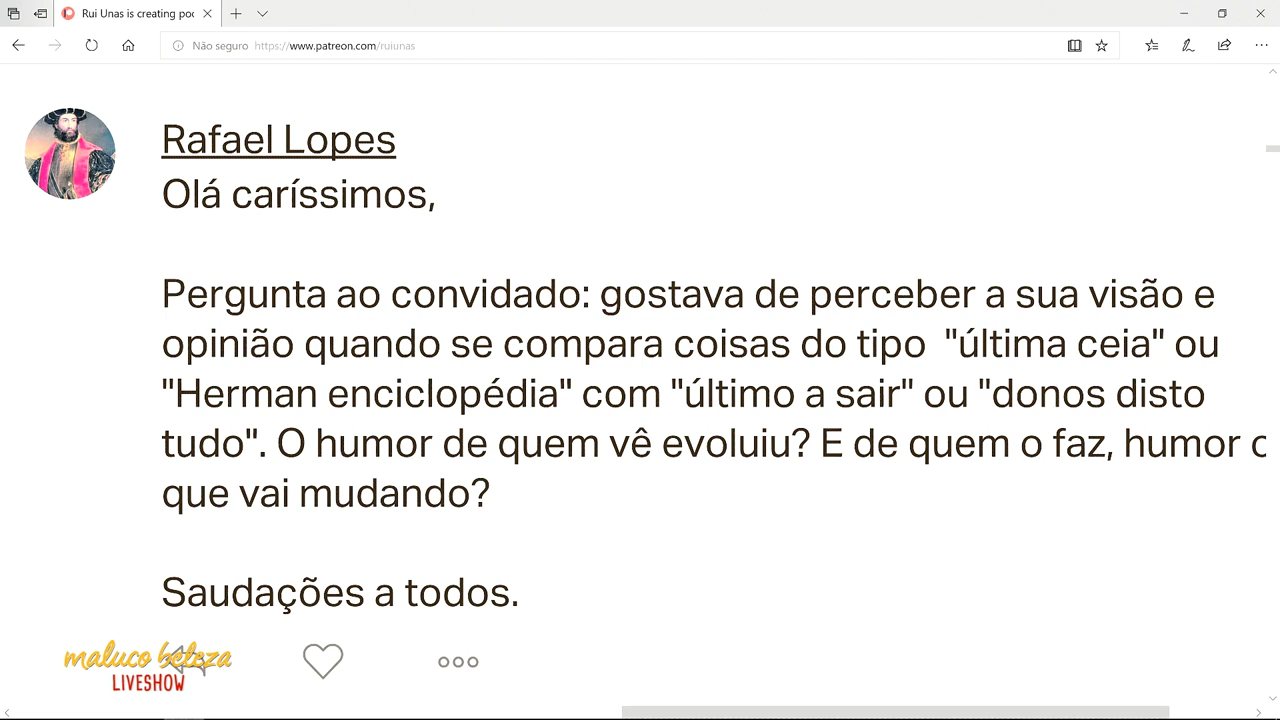 Rui Unas is creating poc
Não seguro https://www.patreon.com/ruiunas
Rafael Lopes
Olá caríssimos,
Pergunta ao convidado: gostava de perceber a sua visão e
opinião quando se compara coisas do tipo "última ceia" ou
"Herman enciclopédia" com "último a sair" ou "donos disto
tudo". O humor de quem vê evoluiu? E de quem o faz, humor
que vai mudando?
Saudações a todos.
maluco beleza
LIVESHOW